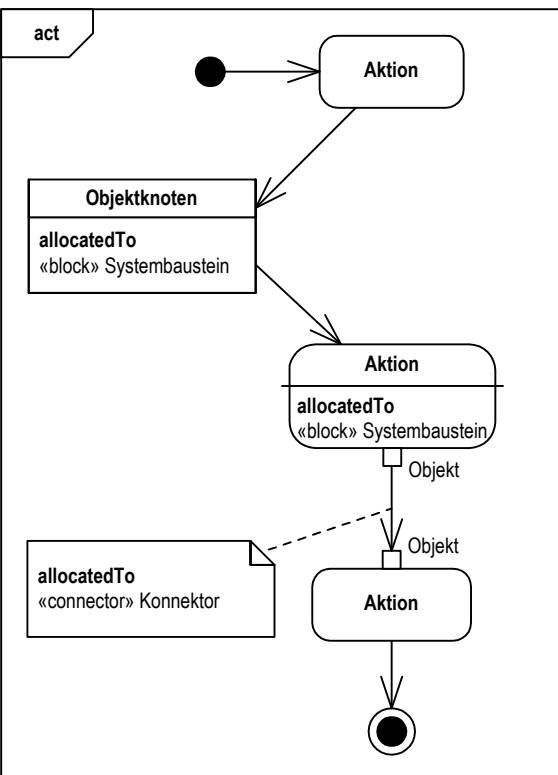 act
Aktion
Objektknoten
allocatedTo
«block» Systembaustein
Aktion
allocatedTo
«block» Systembaustein
Objekt
Objekt
allocatedTo
«connector» Konnektor
Aktion